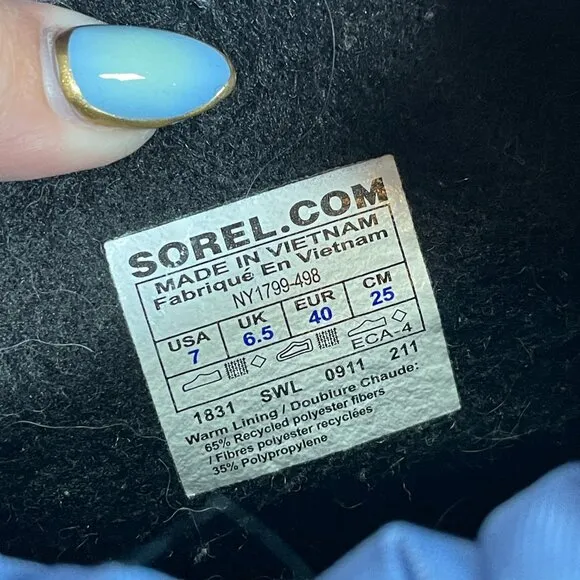 SOREL.COM
MADE IN VIETNAM
Fabriqué En Vietnam
NY1799-498
USA UK EUR CM
7 6.5 40 25
ECA-4
1831 SWL 0911 211
Warm Lining / Doublure Chaude:
65% Recycled polyester fibers
/ Fibres polyester recyclées
35% Polypropylene